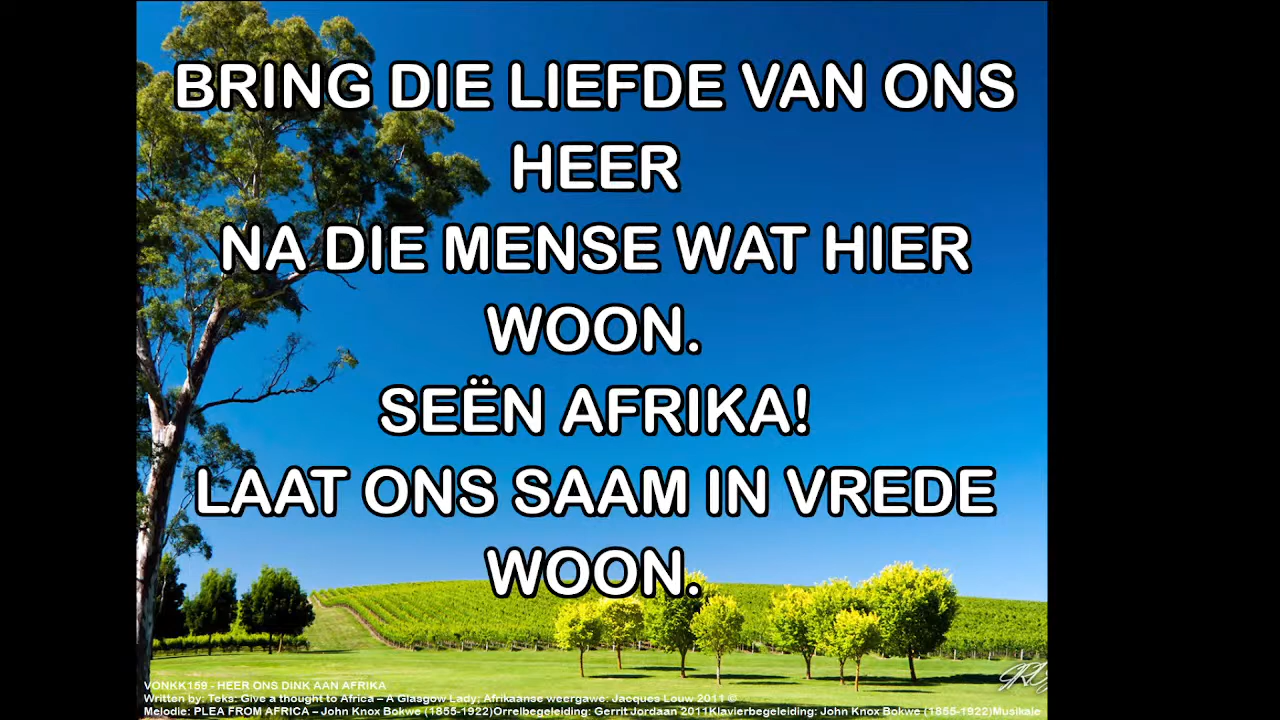 BRING DIE LIEFDE VAN ONS
HEER
NA DIE MENSE WAT HIER
WOON.
SEËN AFRIKA!
LAAT ONS SAAM IN VREDE
WOON.
VONKK159 - HEER ONS DINK AAN AFRIKA
Written by: Teks: Give a thought to Africa – A Glasgow Lady; Afrikaanse weergawe: Jacques Louw 2011 ©
Melodie: PLEA FROM AFRICA – John Knox Bokwe (1855-1922)Orrelbegeleiding: Gerrit Jordaan 2011Klavierbegeleiding: John Knox Bokwe (1855-1922)Musikale